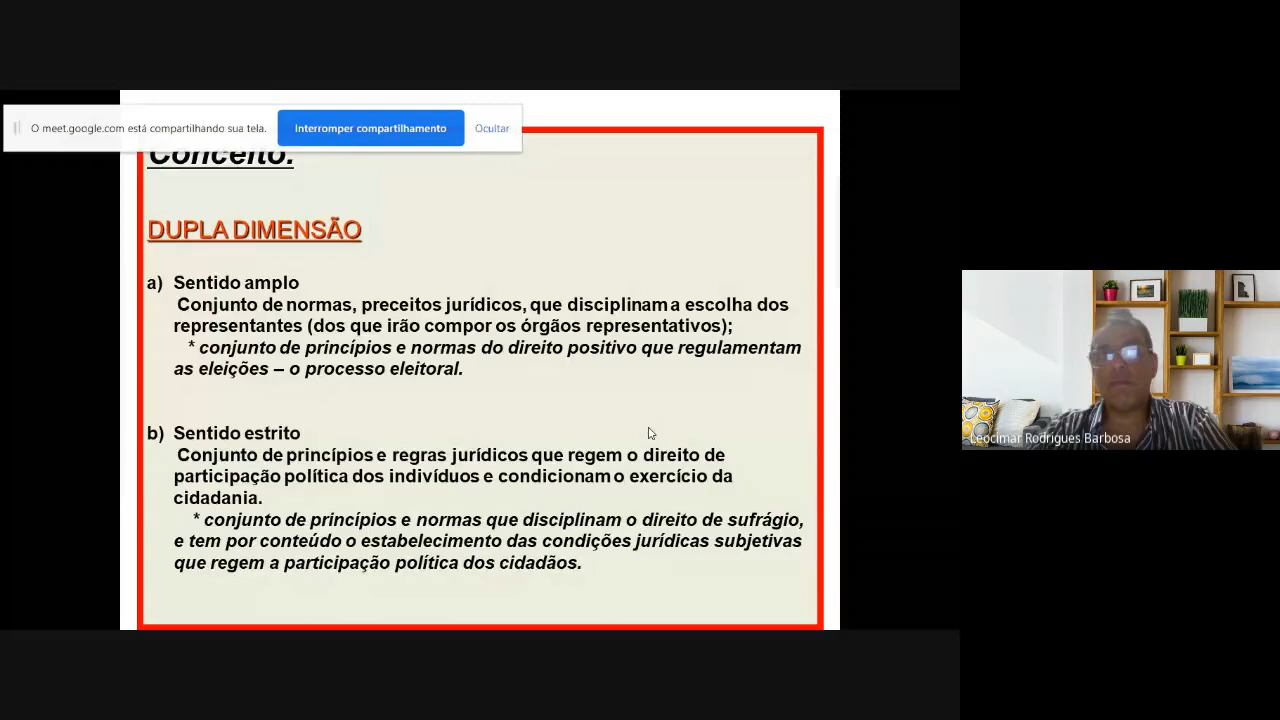 O meet.google.com está compartilhando sua tela. Interromper compartilhamento Ocultar
Conceito:
DUPLA DIMENSÃO
a) Sentido amplo
Conjunto de normas, preceitos jurídicos, que disciplinam a escolha dos
representantes (dos que irão compor os órgãos representativos);
* conjunto de princípios e normas do direito positivo que regulamentam
as eleições – o processo eleitoral.
b) Sentido estrito
Conjunto de princípios e regras jurídicos que regem o direito de
participação política dos indivíduos e condicionam o exercício da
cidadania.
* conjunto de princípios e normas que disciplinam o direito de sufrágio,
e tem por conteúdo o estabelecimento das condições jurídicas subjetivas
que regem a participação política dos cidadãos.
Leocimar Rodrigues Barbosa